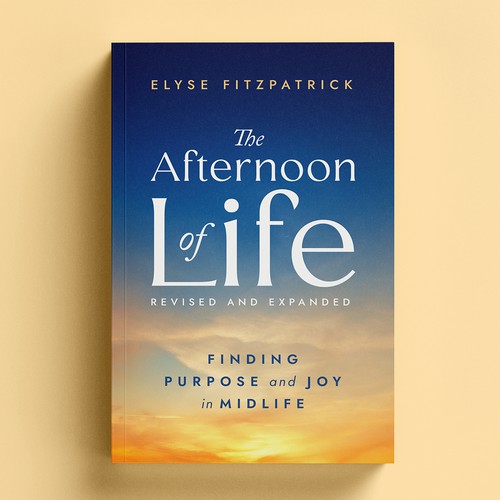 ELYSE FITZPATRICK
The
Afternoon
of Life
REVISED AND EXPANDED
FINDING
PURPOSE and JOY
in MIDLIFE